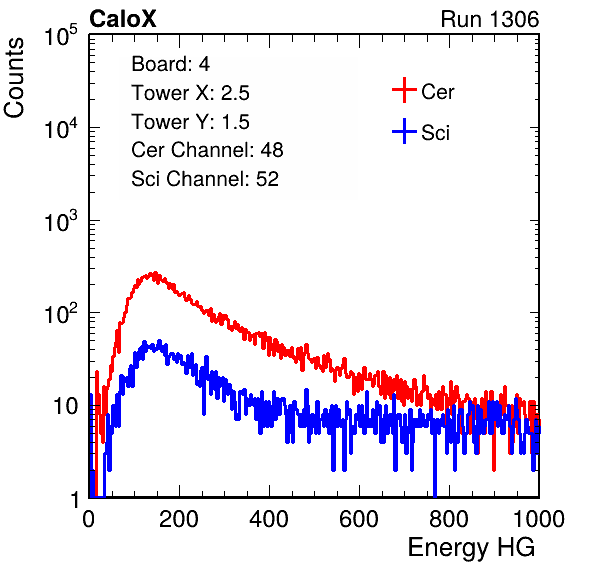 CaloX Run 1306
Counts
10^5
10^4
10^3
10^2
10
1
Board: 4
Tower X: 2.5
Tower Y: 1.5
Cer Channel: 48
Sci Channel: 52
Cer
Sci
0 200 400 600 800 1000
Energy HG